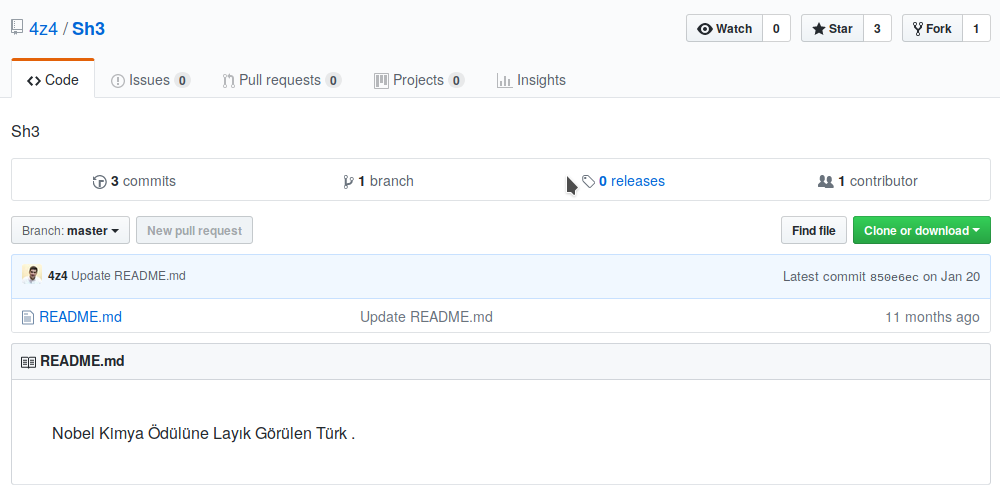 4z4 / Sh3 Watch 0 Star 3 Fork 1
Code Issues 0 Pull requests 0 Projects 0 Insights
Sh3
3 commits 1 branch 0 releases 1 contributor
Branch: master New pull request Find file Clone or download
4z4 Update README.md Latest commit 850e6ec on Jan 20
README.md Update README.md 11 months ago
README.md
Nobel Kimya Ödülüne Layık Görülen Türk .